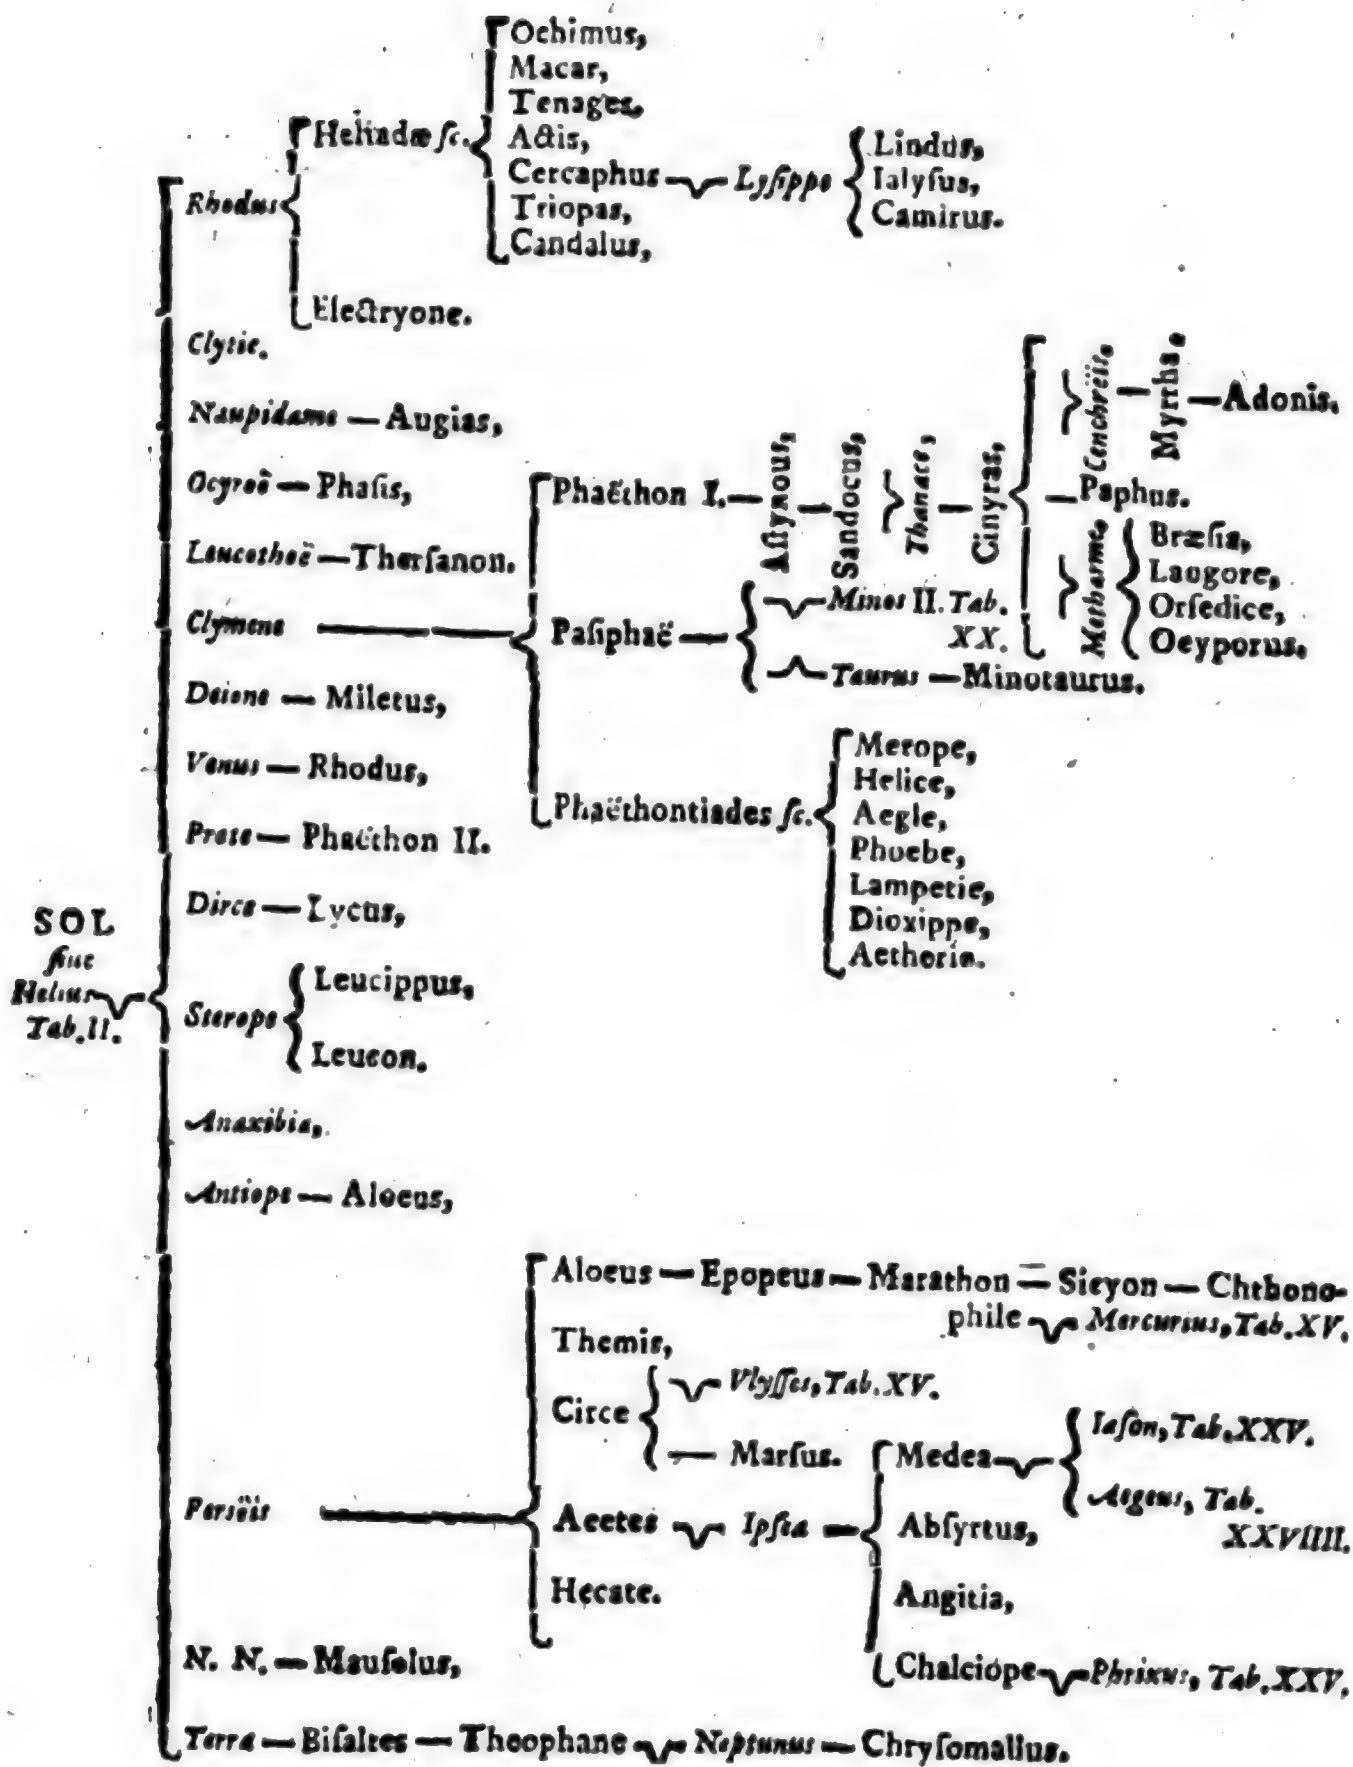 Ochimus,
Macar,
Tenages,
Actis,
Cercaphus
Triopas,
Candalus,
Heliadæ ſc.
Lyſippe
Lindus,
Ialyſus,
Camirus.
Rhodus
Electryone.
Clytie.
Naupidame — Augias,
Ocyroë — Phaſis,
Leucothoë — Therſanon.
Clymene
Phaëthon I. —
Aſtynous,
Sandocus,
Thanace,
Cinyras,
Cenchrëis.
Myrrha.
Adonis.
Paphus.
Metharme.
Bræſia,
Laogore,
Orſedice,
Oeyporus.
Paſiphaë
Minos II. Tab.
XX.
Taurus — Minotaurus.
Phaëthontiades ſc.
Merope,
Helice,
Aegle,
Phoebe,
Lampetie,
Dioxippe,
Aetheria.
Deione — Miletus,
Venus — Rhodus,
Prote — Phaëthon II.
Dirce — Lycus,
SOL
ſiue
Helius
Tab. II.
Sterope
Leucippus,
Leucon.
Anaxibia,
Antiope — Aloeus,
Aloeus — Epopeus — Marathon — Sicyon — Chthono-
phile
Mercurius, Tab. XV.
Themis,
Circe
Vlyſſes, Tab. XV.
Marſus.
Perſëis
Aeetes
Ipſea
Medea
Iaſon, Tab. XXV.
Aegeus, Tab.
XXVIIII.
Abſyrtus,
Angitia,
Chalciope
Phrixus, Tab. XXV,
Hecate.
N. N. — Mauſolus,
Terra — Biſaltes — Theophane
Neptunus — Chryſomallus.